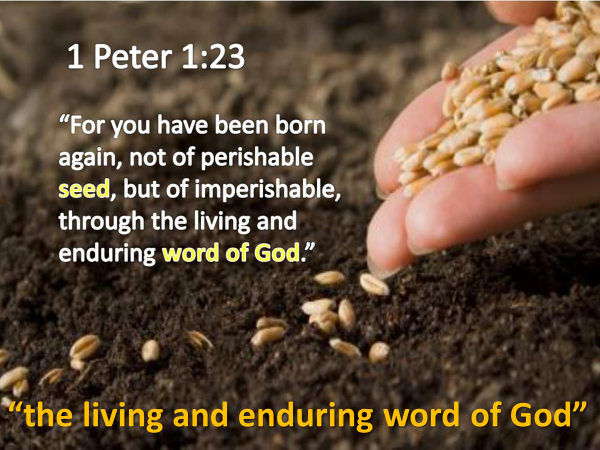 1 Peter 1:23
“For you have been born
again, not of perishable
seed, but of imperishable,
through the living and
enduring word of God.”
“the living and enduring word of God”